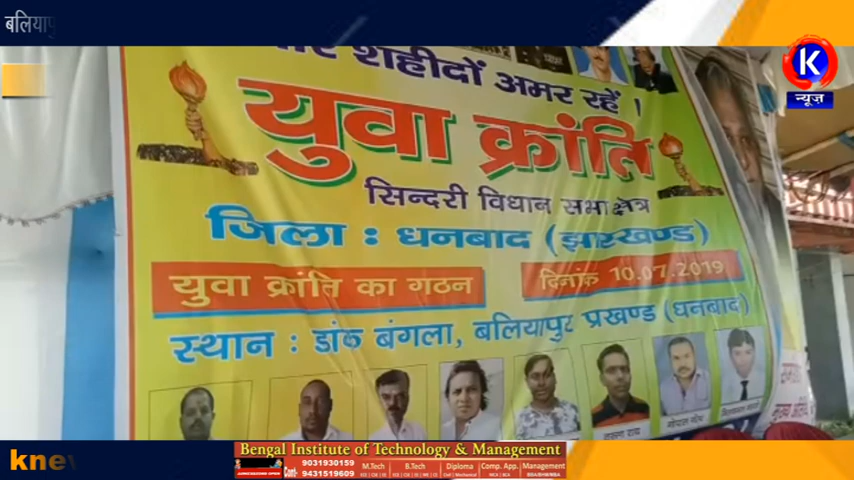 बलियापु
K
न्यूज़
वीर शहीदों अमर रहें !
युवा क्रांति
सिन्दरी विधान सभा क्षेत्र
जिला : धनबाद (झारखण्ड)
युवा क्रांति का गठन
दिनांक 10.07.2019
स्थान : डांक बंगला, बलियापुर प्रखण्ड (धनबाद)
गोपाल
मुख्य
knew
Bengal Institute of Technology & Management
9031930159
9431519609
M.Tech
B.Tech
Diploma
Comp. App.
Management